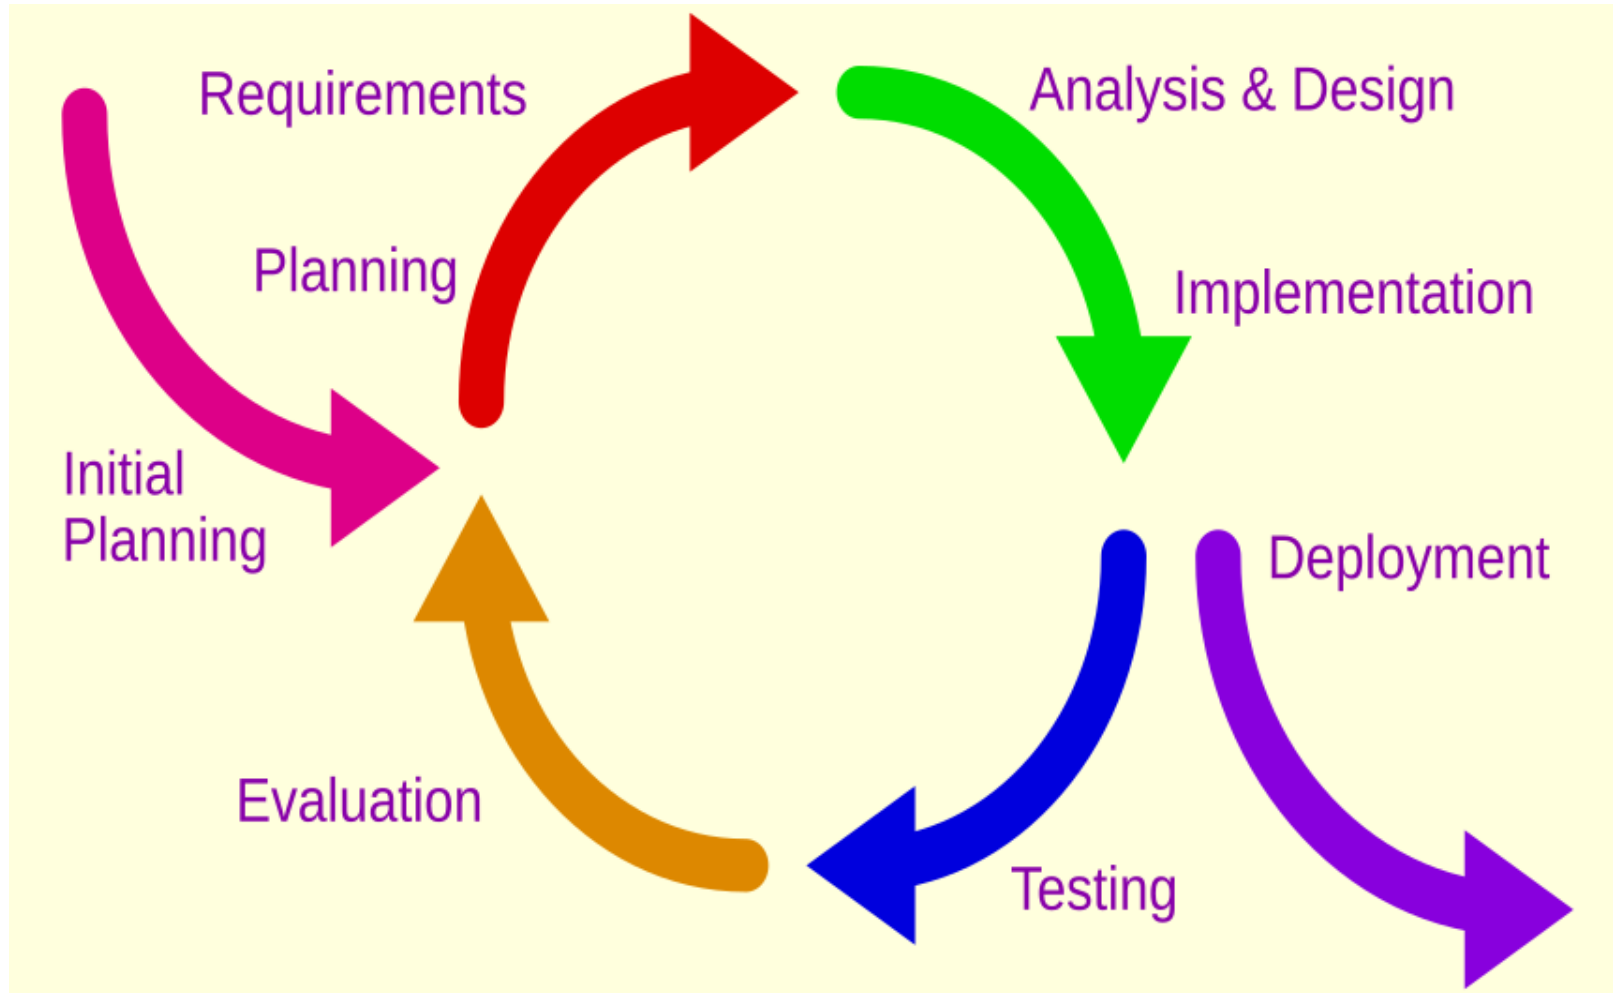 Requirements
Analysis & Design
Planning
Implementation
Initial
Planning
Deployment
Evaluation
Testing